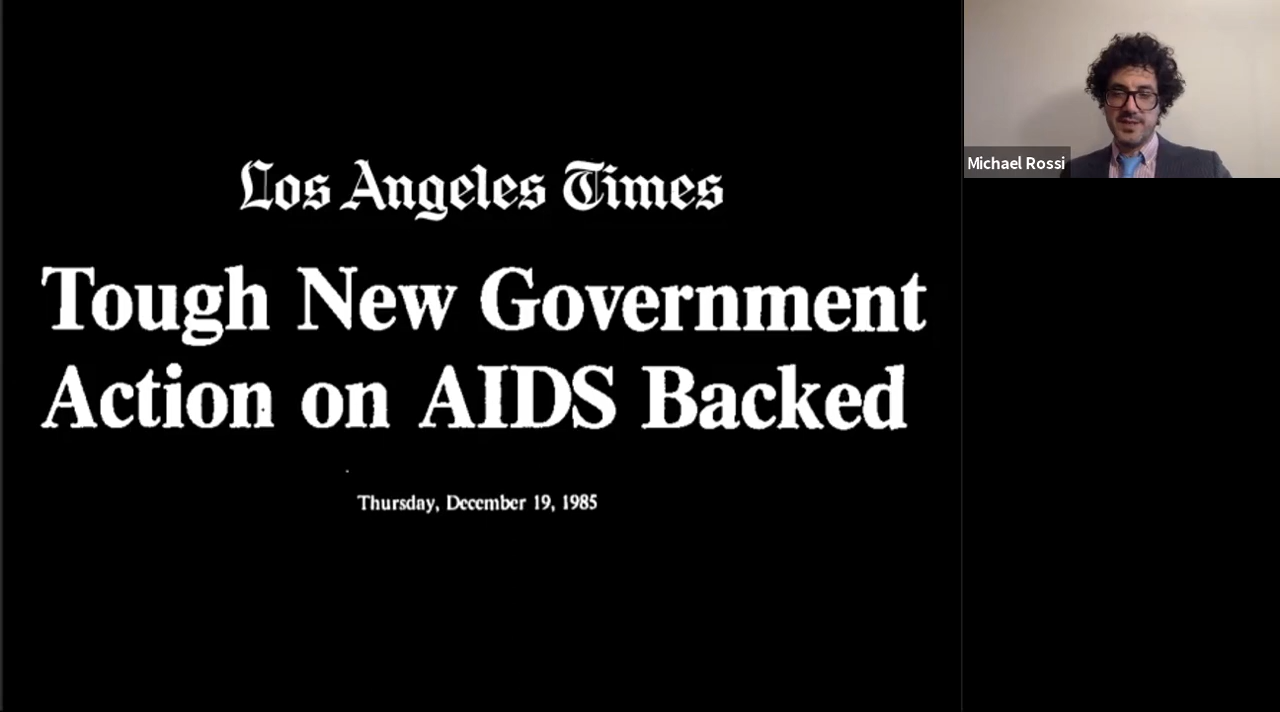 Los Angeles Times
Tough New Government
Action on AIDS Backed
Thursday, December 19, 1985
Michael Rossi